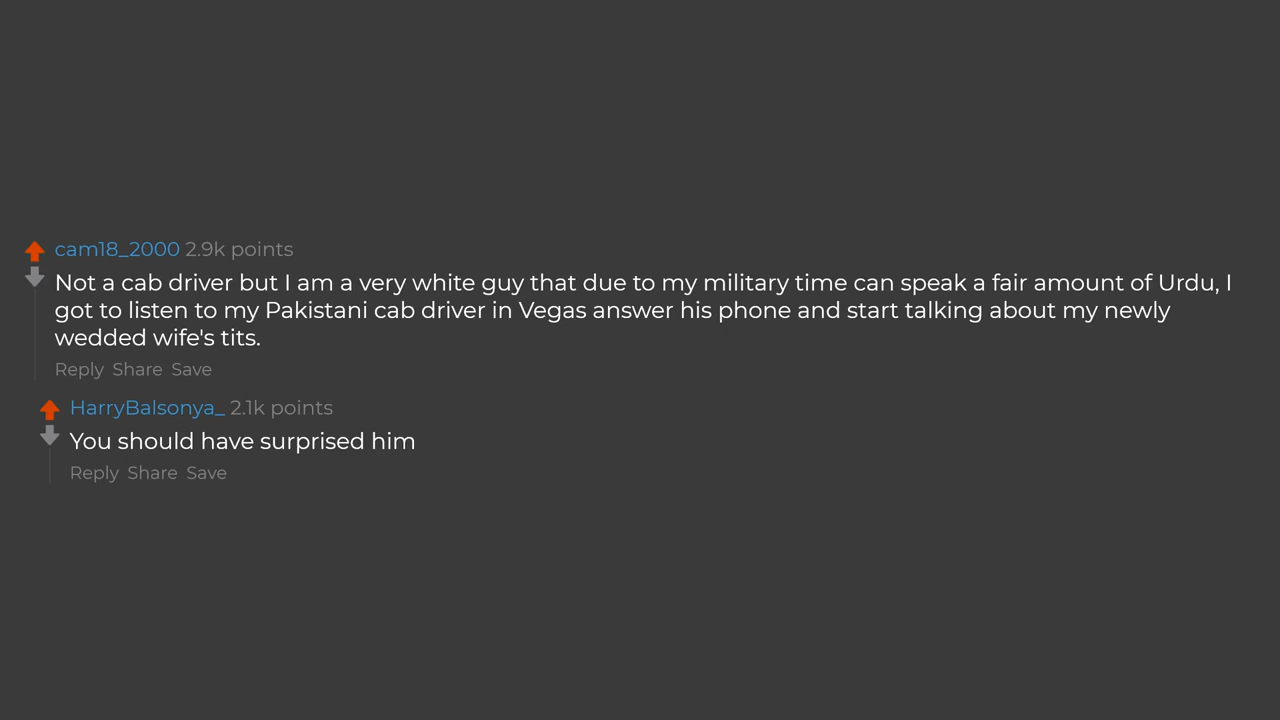 cam18_2000 2.9k points
Not a cab driver but I am a very white guy that due to my military time can speak a fair amount of Urdu, I
got to listen to my Pakistani cab driver in Vegas answer his phone and start talking about my newly
wedded wife's tits.
Reply Share Save
HarryBalsonya_ 2.1k points
You should have surprised him
Reply Share Save